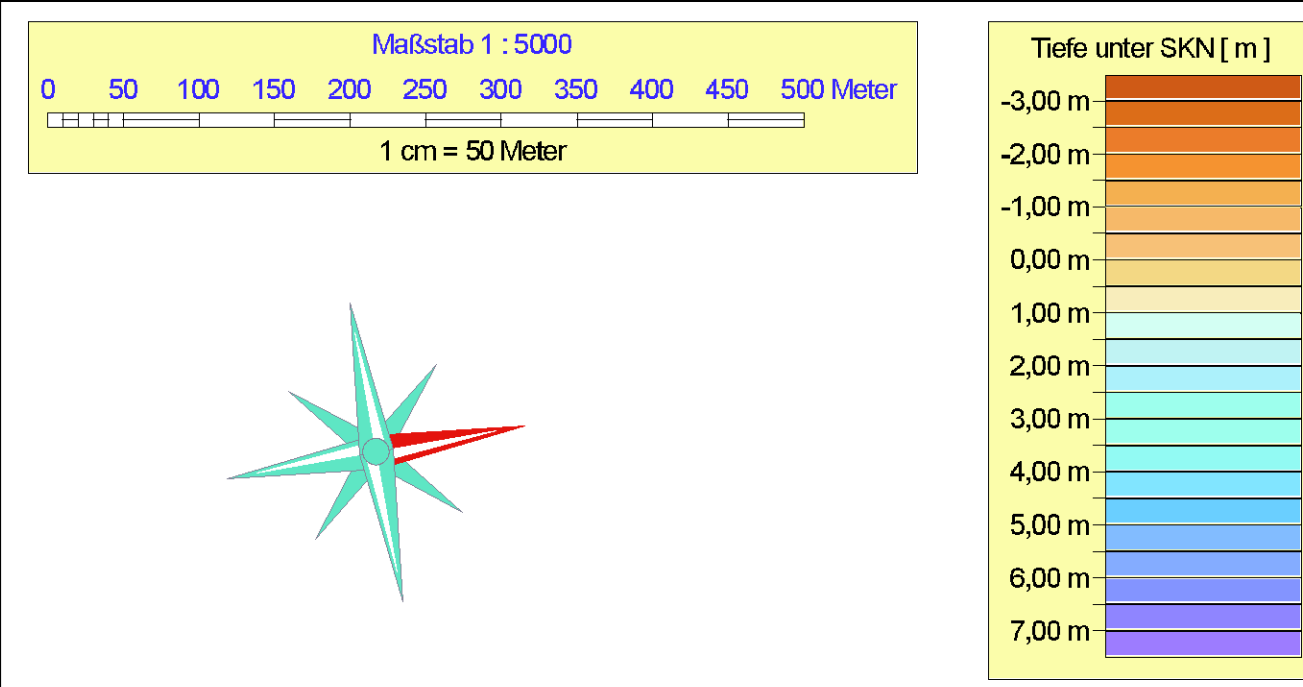 Maßstab 1 : 5000
0 50 100 150 200 250 300 350 400 450 500 Meter
1 cm = 50 Meter
Tiefe unter SKN [ m ]
-3,00 m
-2,00 m
-1,00 m
0,00 m
1,00 m
2,00 m
3,00 m
4,00 m
5,00 m
6,00 m
7,00 m